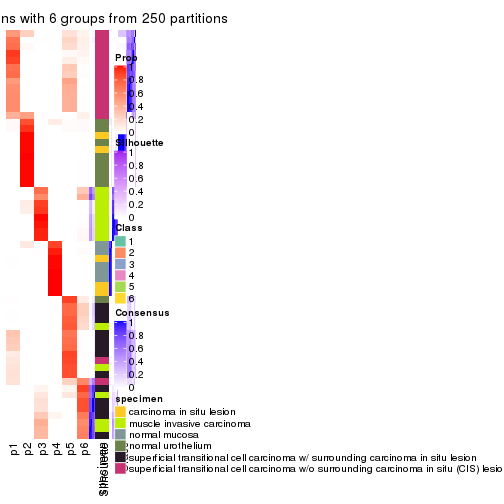 ns with 6 groups from 250 partitions
Prob
1
0.8
0.6
0.4
0.2
0
Silhouette
1
0.8
0.6
0.4
0.2
0
Class
1
2
3
4
5
6
Consensus
1
0.8
0.6
0.4
0.2
0
specimen
carcinoma in situ lesion
muscle invasive carcinoma
normal mucosa
normal urothelium
superficial transitional cell carcinoma w/ surrounding carcinoma in situ lesion
superficial transitional cell carcinoma w/o surrounding carcinoma in situ (CIS) lesio
p1
p2
p3
p4
p5
p6
specimen